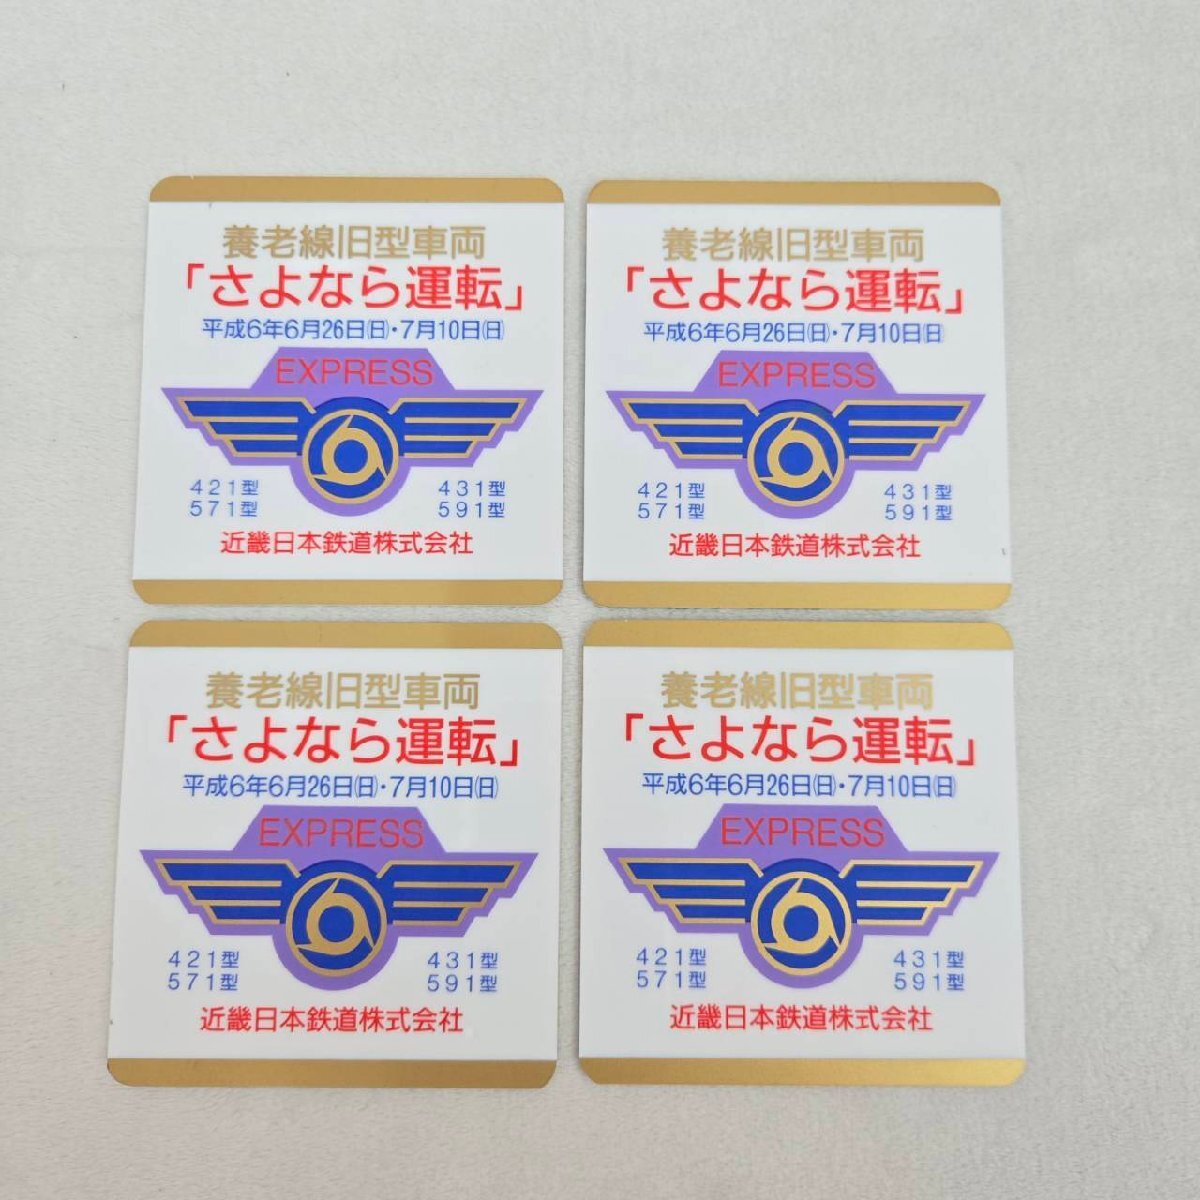 養老線旧型車両
「さよなら運転」
平成6年6月26日(日)・7月10日(日)
EXPRESS
421型 431型
571型 591型
近畿日本鉄道株式会社
養老線旧型車両
「さよなら運転」
平成6年6月26日(日)・7月10日(日)
EXPRESS
421型 431型
571型 591型
近畿日本鉄道株式会社
養老線旧型車両
「さよなら運転」
平成6年6月26日(日)・7月10日(日)
EXPRESS
421型 431型
571型 591型
近畿日本鉄道株式会社
養老線旧型車両
「さよなら運転」
平成6年6月26日(日)・7月10日(日)
EXPRESS
421型 431型
571型 591型
近畿日本鉄道株式会社